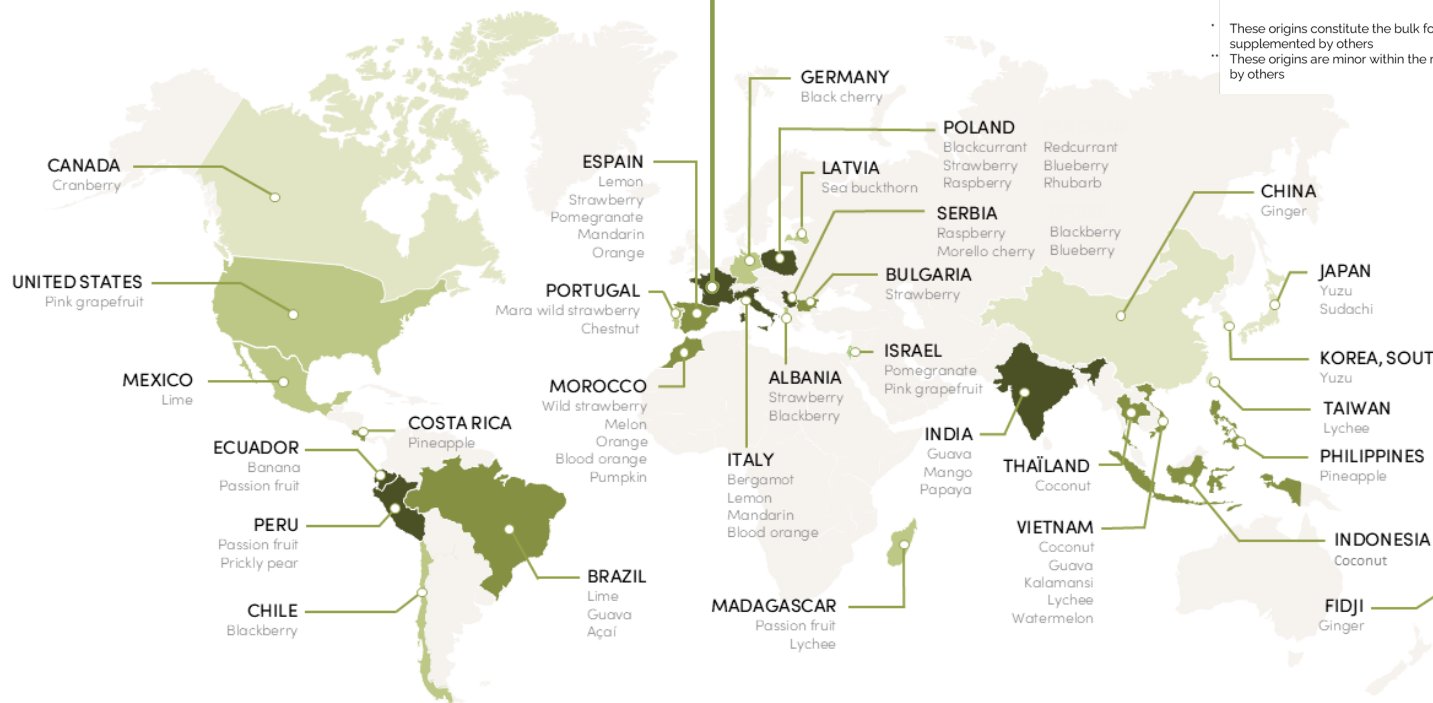 * These origins constitute the bulk fo
supplemented by others
** These origins are minor within the r
by others
GERMANY
Black cherry
POLAND
Blackcurrant Redcurrant
Strawberry Blueberry
Raspberry Rhubarb
CANADA
Cranberry
ESPAIN
Lemon
Strawberry
Pomegranate
Mandarin
Orange
LATVIA
Sea buckthorn
CHINA
Ginger
SERBIA
Raspberry Blackberry
Morello cherry Blueberry
UNITED STATES
Pink grapefruit
PORTUGAL
Mara wild strawberry
Chestnut
BULGARIA
Strawberry
JAPAN
Yuzu
Sudachi
MEXICO
Lime
MOROCCO
Wild strawberry
Melon
Orange
Blood orange
Pumpkin
ALBANIA
Strawberry
Blackberry
ISRAEL
Pomegranate
Pink grapefruit
KOREA, SOUT
Yuzu
TAIWAN
Lychee
COSTA RICA
Pineapple
ECUADOR
Banana
Passion fruit
ITALY
Bergamot
Lemon
Mandarin
Blood orange
INDIA
Guava
Mango
Papaya
THAÏLAND
Coconut
PHILIPPINES
Pineapple
PERU
Passion fruit
Prickly pear
VIETNAM
Coconut
Guava
Kalamansi
Lychee
Watermelon
INDONESIA
Coconut
BRAZIL
Lime
Guava
Açaí
CHILE
Blackberry
MADAGASCAR
Passion fruit
Lychee
FIDJI
Ginger